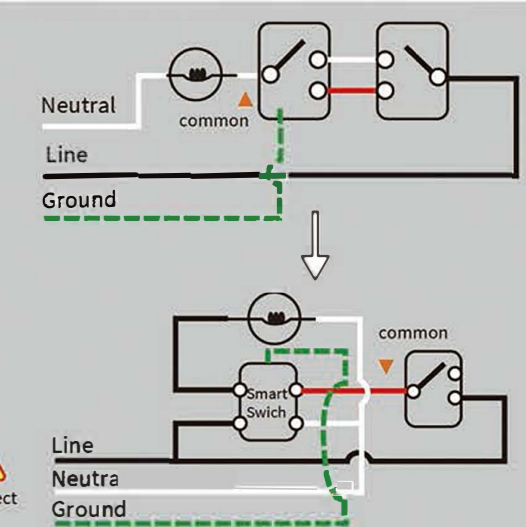 Neutral
common
Line
Ground
common
Smart
Swich
Line
Neutra
Ground
ect